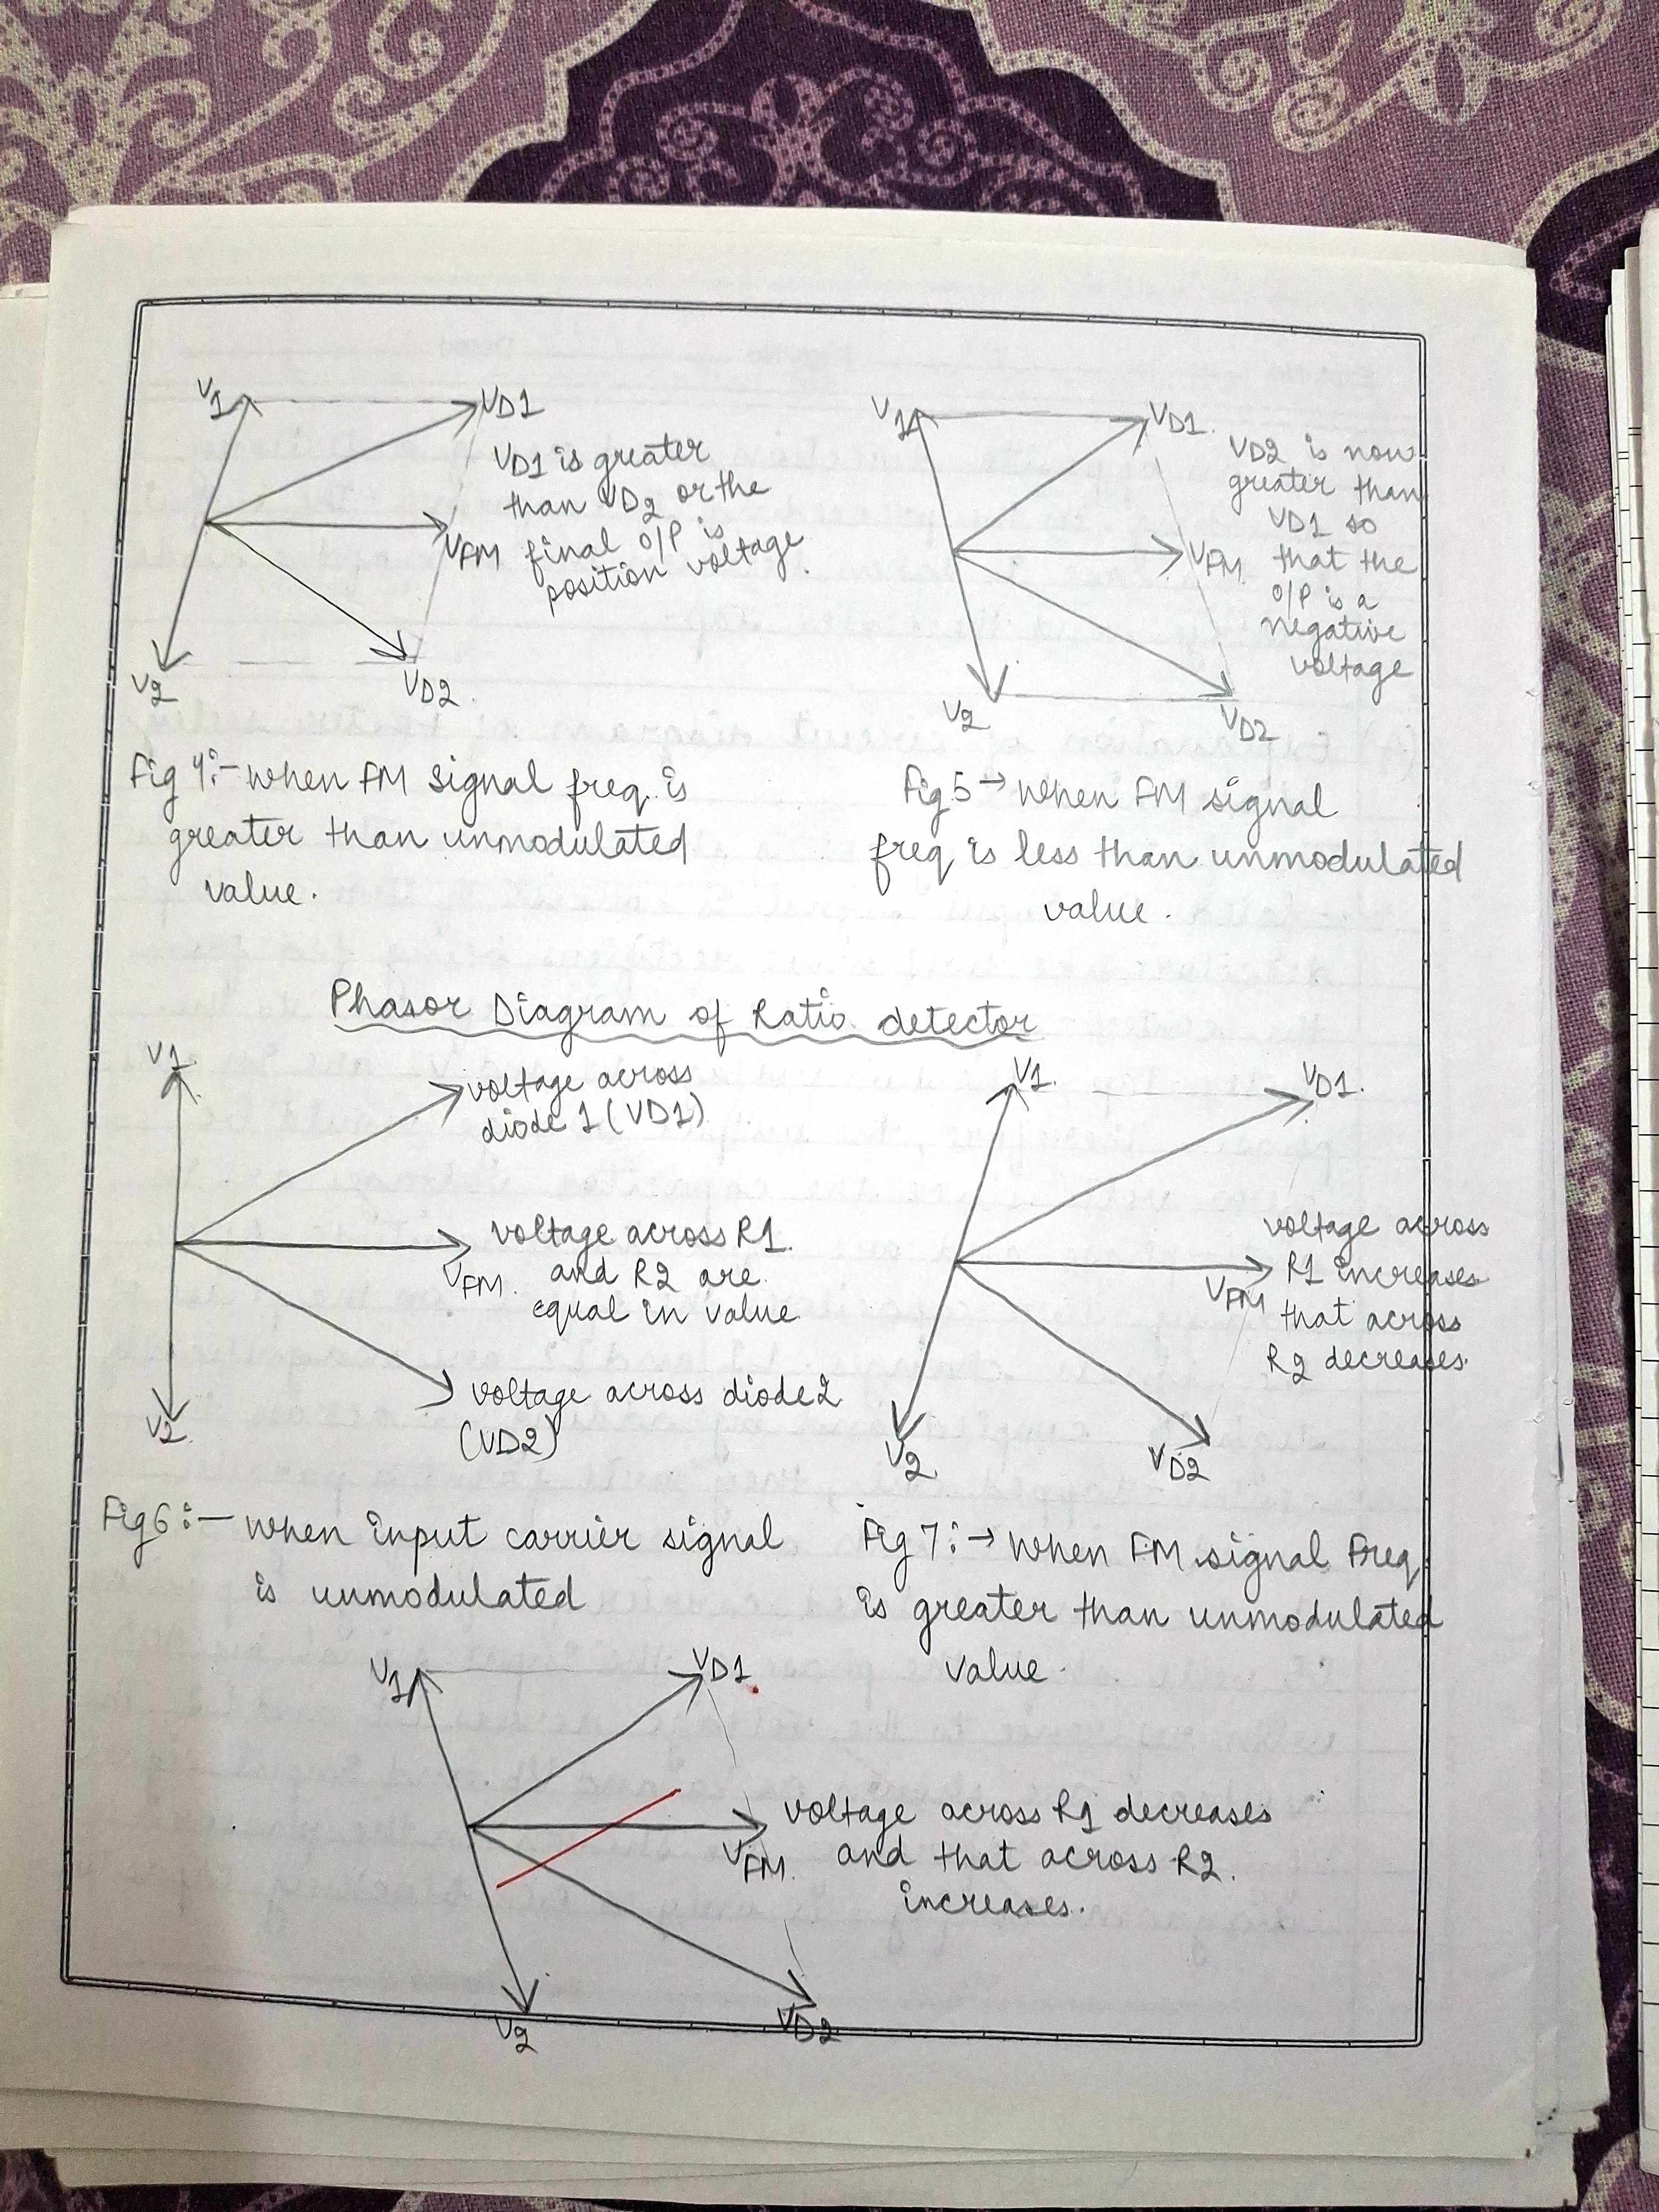 V1
VD1
VD1 is greater
than VD2 or the
VFM final O/P is
position voltage.
V2
VD2
Fig 4:- when FM signal freq. is
greater than unmodulated
value.
V1
VD1.
VD2 is now
greater than
VD1 so
VFM. that the
O/P is a
negative
voltage
V2
VD2
Fig 5 → when FM signal
freq is less than unmodulated
value.
Phasor Diagram of Ratio detector
V1
voltage across
diode 1 (VD1)
voltage across R1.
VFM. and R2 are
equal in value
voltage across diode2
(VD2)
V2
Fig 6:- when input carrier signal
is unmodulated
V1.
VD1.
voltage across
VFM R1 increases
that across
R2 decreases.
V2
VD2
Fig 7:→ when FM signal freq
is greater than unmodulated
value.
V1
VD1
voltage across R1 decreases
VFM. and that across R2.
increases.
V2
VD2